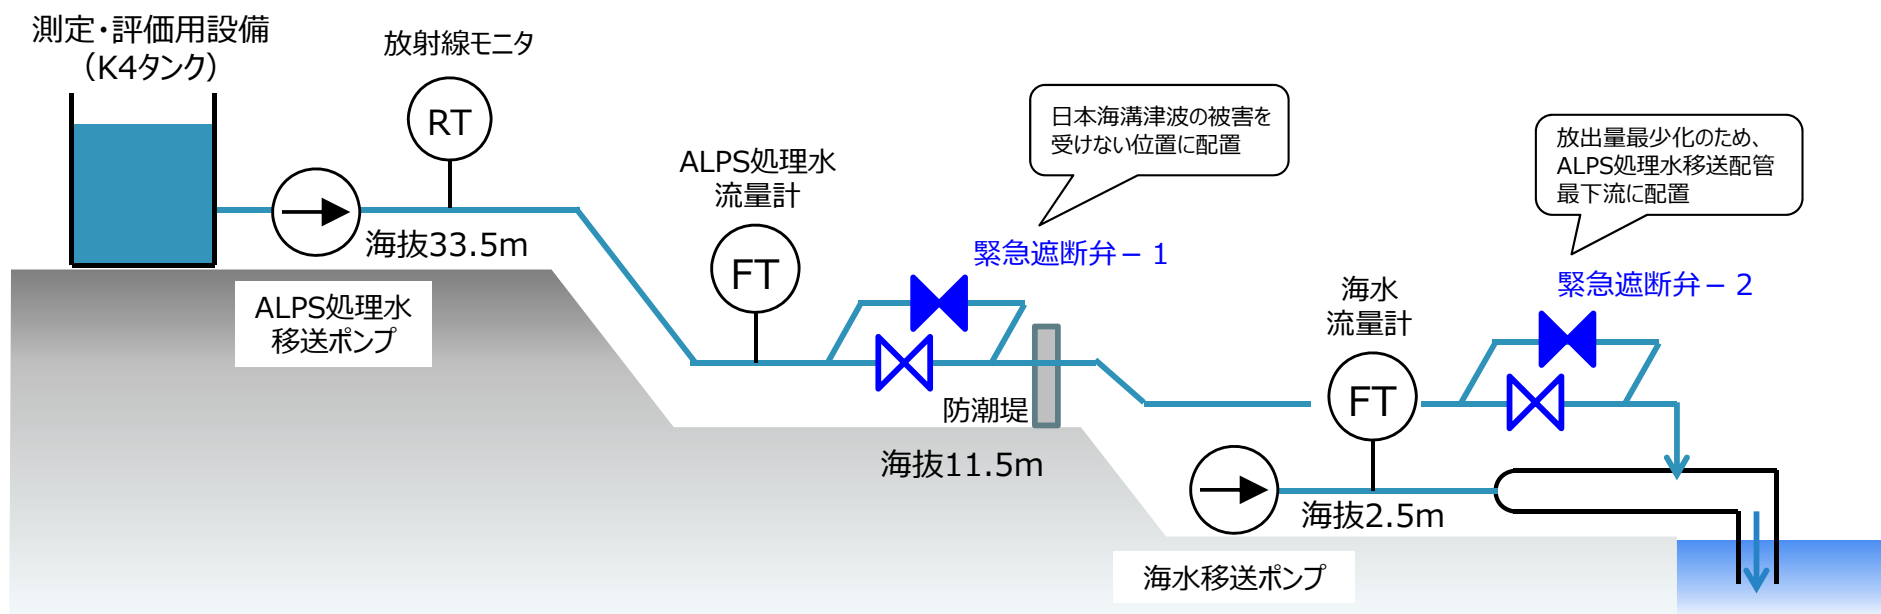 測定・評価用設備
（K4タンク）
放射線モニタ
RT
海抜33.5m
ALPS処理水
移送ポンプ
ALPS処理水
流量計
FT
日本海溝津波の被害を
受けない位置に配置
緊急遮断弁－1
防潮堤
海抜11.5m
放出量最少化のため、
ALPS処理水移送配管
最下流に配置
緊急遮断弁－2
海水
流量計
FT
海抜2.5m
海水移送ポンプ